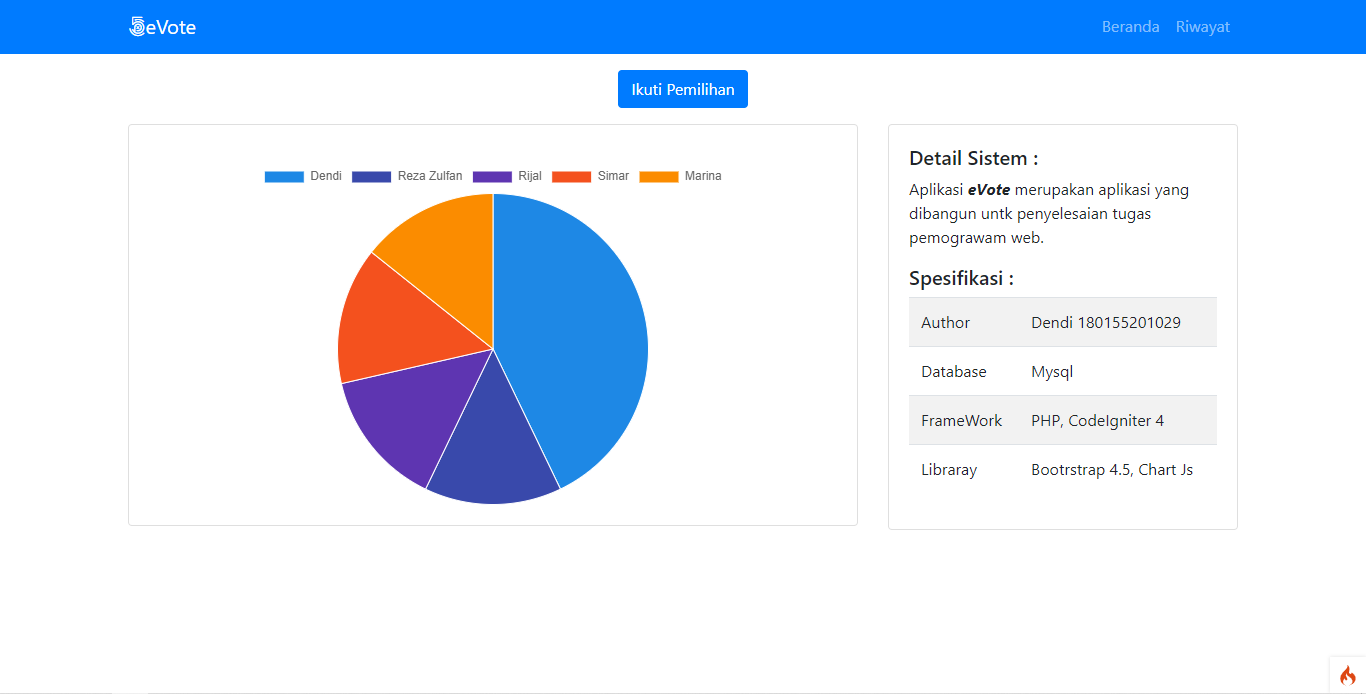 eVote
Beranda Riwayat
Ikuti Pemilihan
Dendi Reza Zulfan Rijal Simar Marina
Detail Sistem :
Aplikasi eVote merupakan aplikasi yang
dibangun untk penyelesaian tugas
pemograwam web.
Spesifikasi :
Author Dendi 180155201029
Database Mysql
FrameWork PHP, CodeIgniter 4
Libraray Bootrstrap 4.5, Chart Js